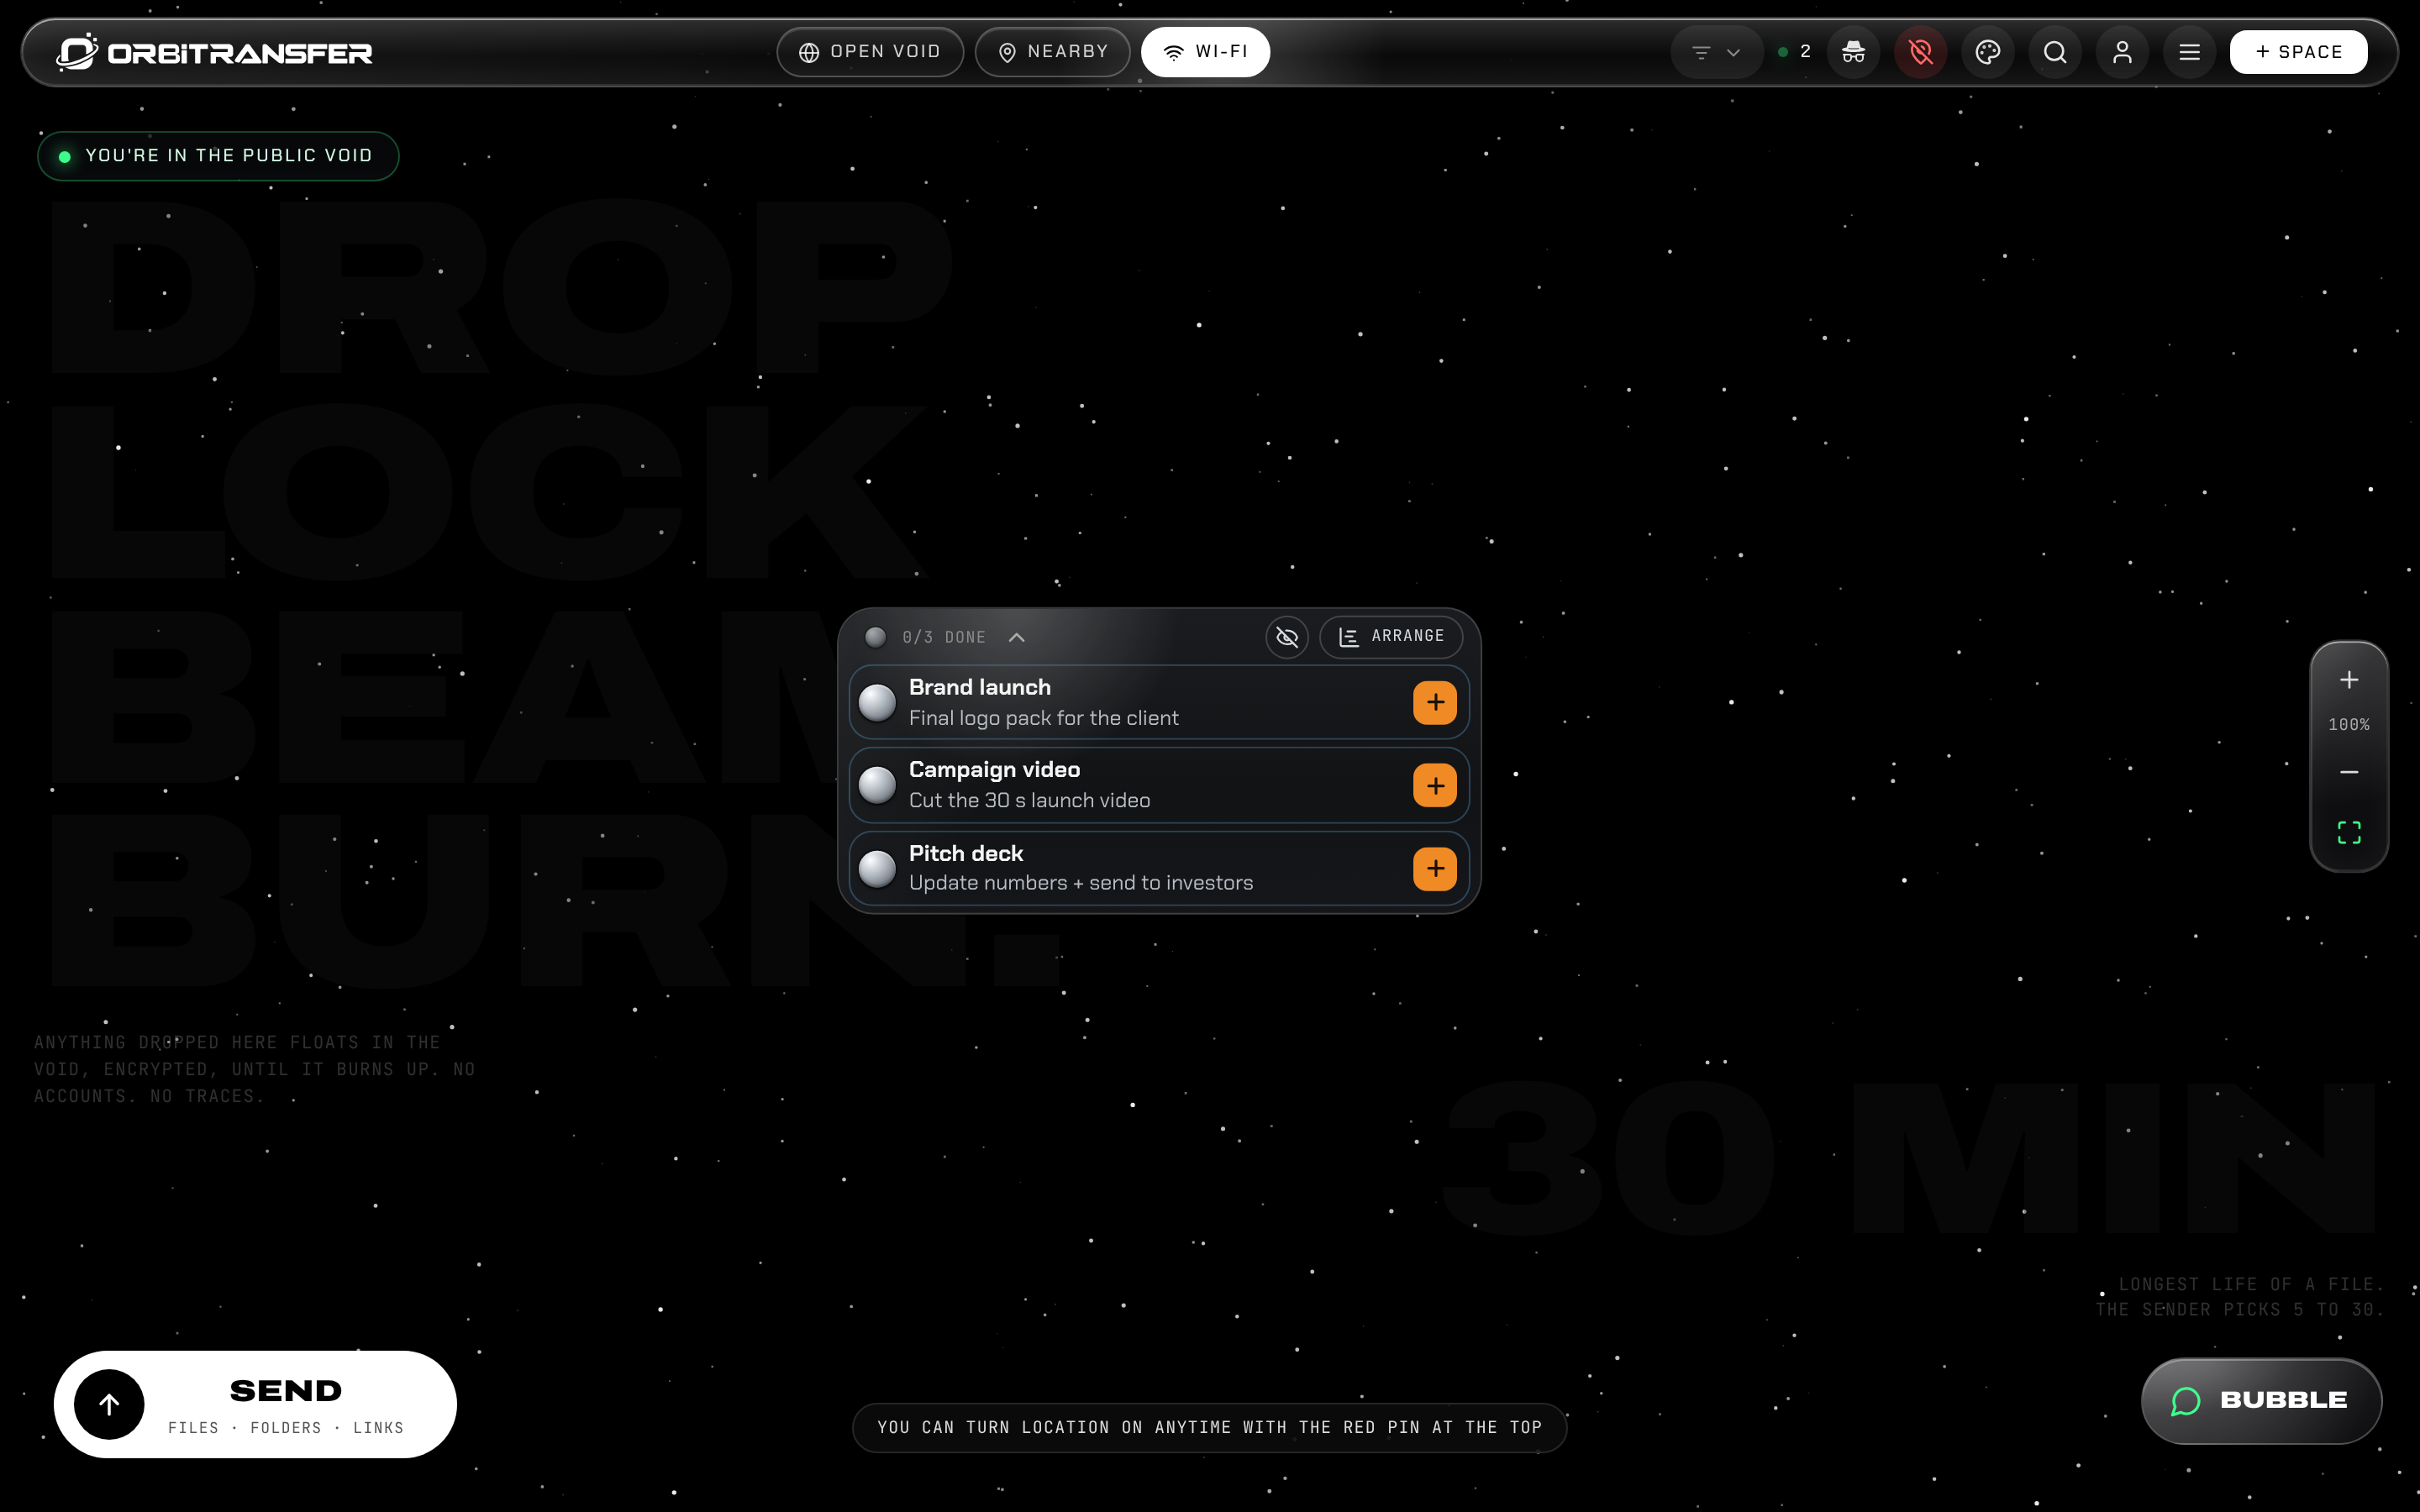 ORBITRANSFER
OPEN VOID
NEARBY
WI-FI
2
+ SPACE
YOU'RE IN THE PUBLIC VOID
DROP
LOCK
BEAM
BURN.
0/3 DONE
ARRANGE
Brand launch
Final logo pack for the client
Campaign video
Cut the 30 s launch video
Pitch deck
Update numbers + send to investors
100%
ANYTHING DROPPED HERE FLOATS IN THE
VOID, ENCRYPTED, UNTIL IT BURNS UP. NO
ACCOUNTS. NO TRACES.
30 MIN
LONGEST LIFE OF A FILE.
THE SENDER PICKS 5 TO 30.
SEND
FILES · FOLDERS · LINKS
YOU CAN TURN LOCATION ON ANYTIME WITH THE RED PIN AT THE TOP
BUBBLE